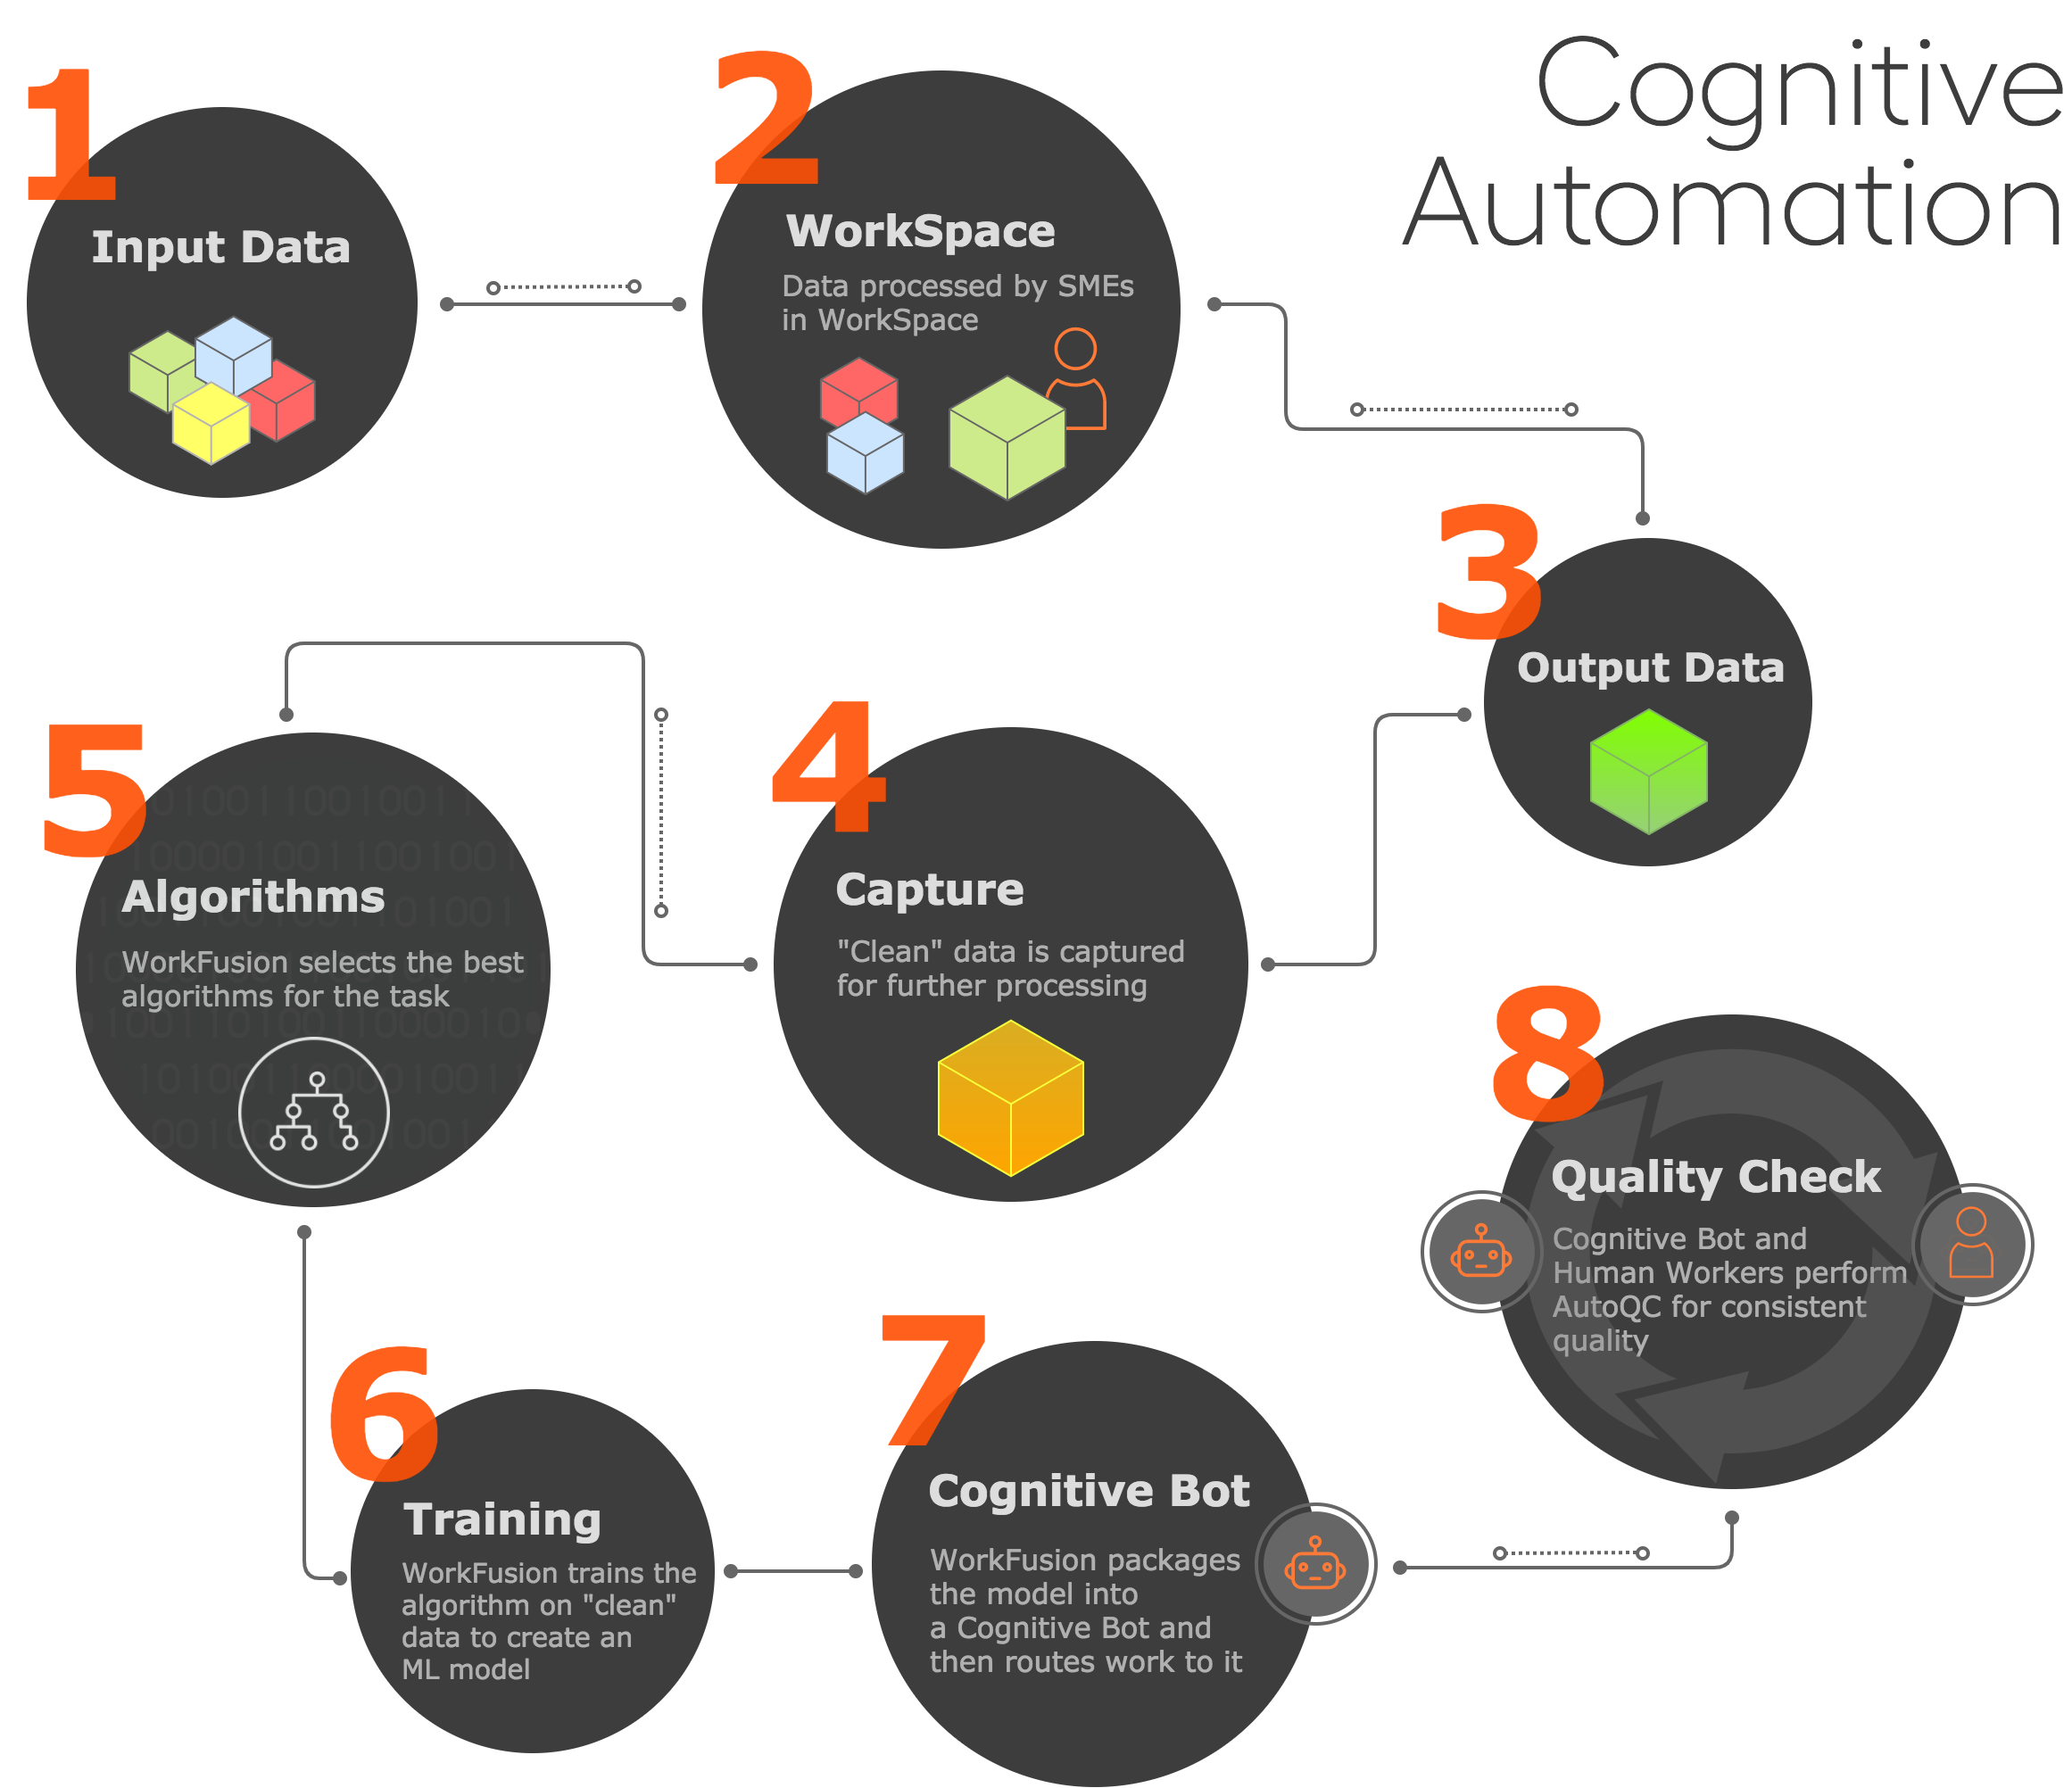 Cognitive
Automation
1
Input Data
2
WorkSpace
Data processed by SMEs
in WorkSpace
3
Output Data
4
Capture
"Clean" data is captured
for further processing
5
Algorithms
WorkFusion selects the best
algorithms for the task
6
Training
WorkFusion trains the
algorithm on "clean"
data to create an
ML model
7
Cognitive Bot
WorkFusion packages
the model into
a Cognitive Bot and
then routes work to it
8
Quality Check
Cognitive Bot and
Human Workers perform
AutoQC for consistent
quality